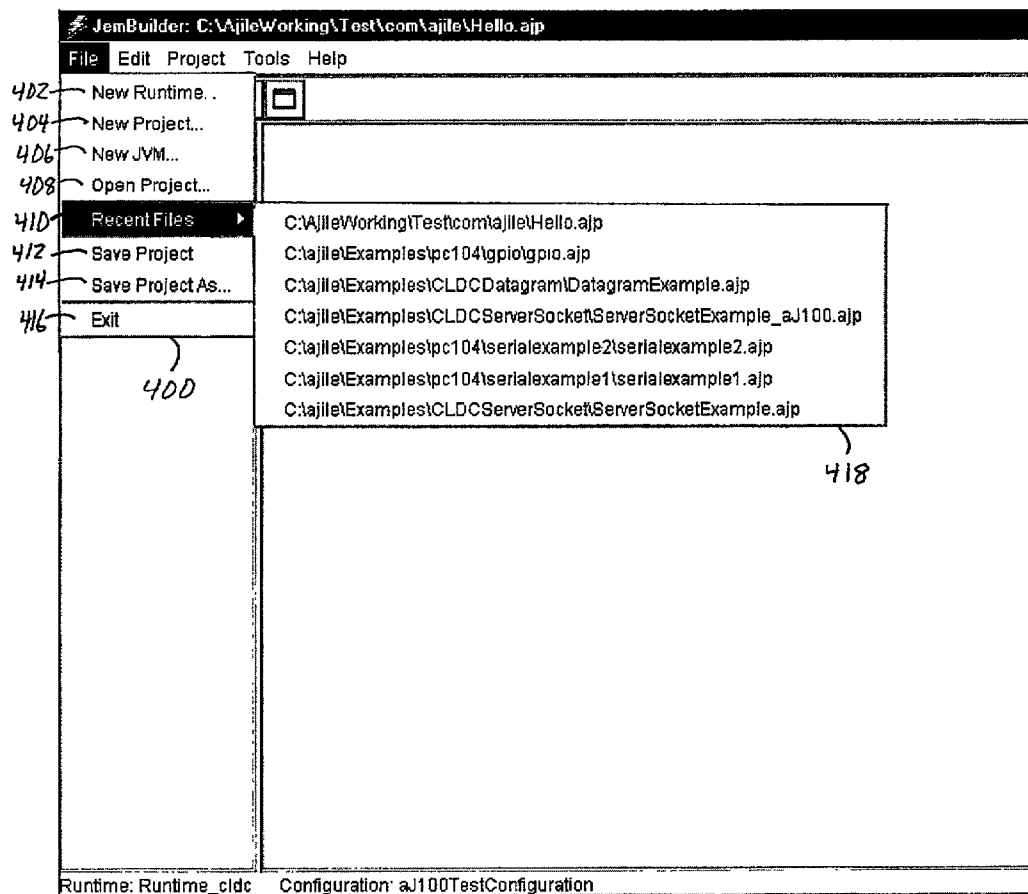 JemBuilder: C:\AjileWorking\Test\com\ajile\Hello.ajp
File Edit Project Tools Help
402 New Runtime...
404 New Project...
406 New JVM...
408 Open Project...
410 Recent Files
412 Save Project
414 Save Project As...
416 Exit
400
C:\AjileWorking\Test\com\ajile\Hello.ajp
C:\ajile\Examples\pc104\gpio\gpio.ajp
C:\ajile\Examples\CLDCDatagram\DatagramExample.ajp
C:\ajile\Examples\CLDCServerSocket\ServerSocketExample_aJ100.ajp
C:\ajile\Examples\pc104\serialexample2\serialexample2.ajp
C:\ajile\Examples\pc104\serialexample1\serialexample1.ajp
C:\ajile\Examples\CLDCServerSocket\ServerSocketExample.ajp
418
Runtime: Runtime_cldc Configuration: aJ100TestConfiguration